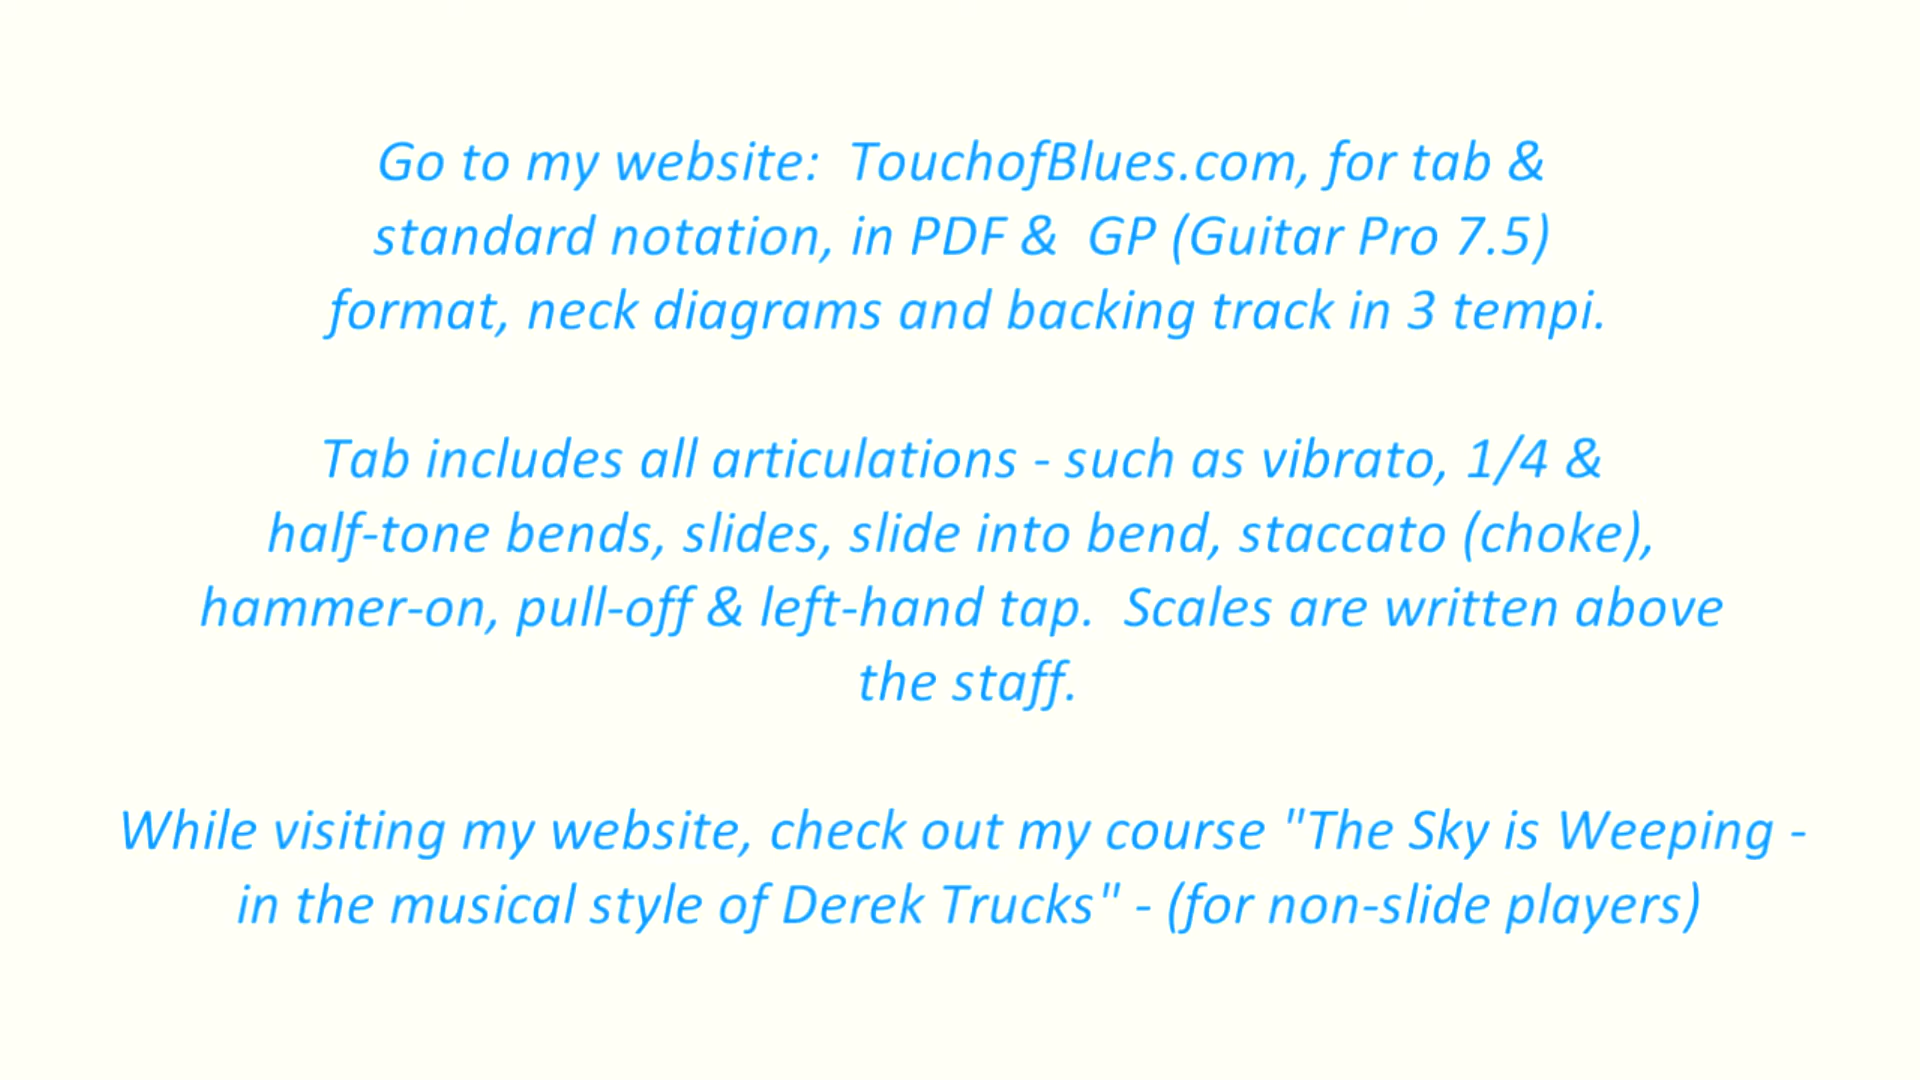 Go to my website:  TouchofBlues.com, for tab &
standard notation, in PDF &  GP (Guitar Pro 7.5)
format, neck diagrams and backing track in 3 tempi.
Tab includes all articulations - such as vibrato, 1/4 &
half-tone bends, slides, slide into bend, staccato (choke),
hammer-on, pull-off & left-hand tap.  Scales are written above
the staff.
While visiting my website, check out my course "The Sky is Weeping -
in the musical style of Derek Trucks" - (for non-slide players)